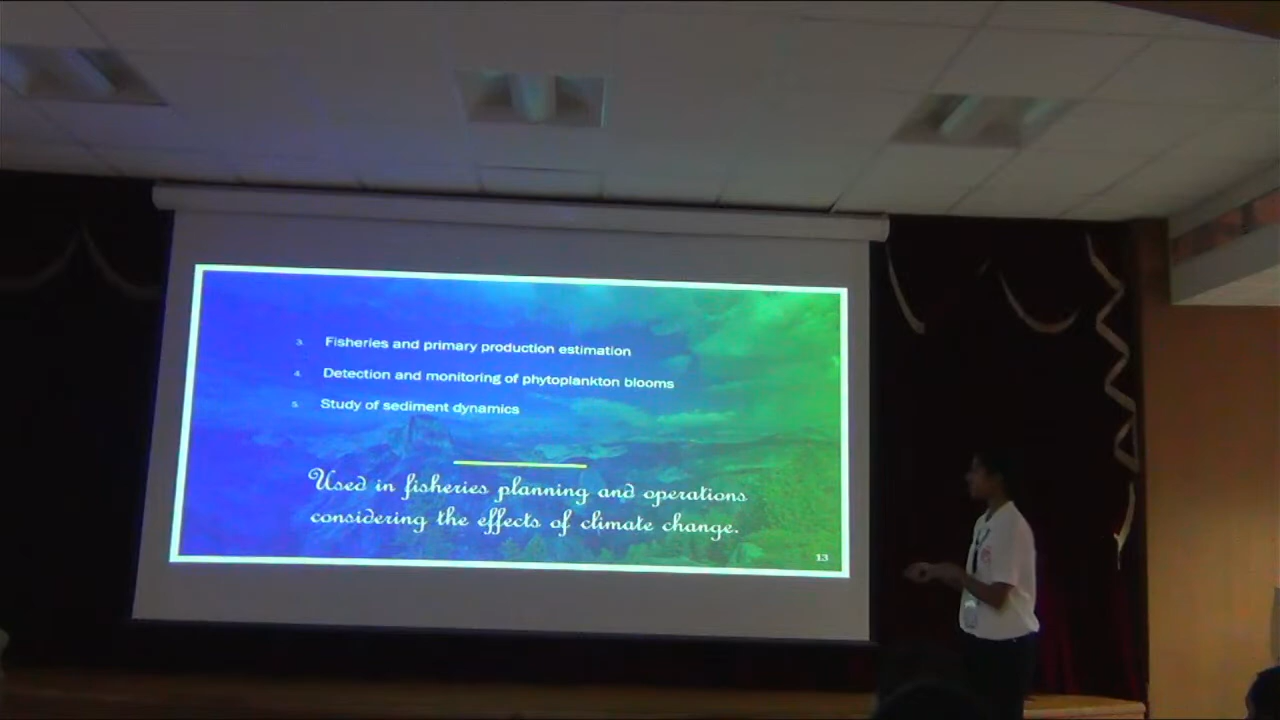 3. Fisheries and primary production estimation
4. Detection and monitoring of phytoplankton blooms
5. Study of sediment dynamics
Used in fisheries planning and operations
considering the effects of climate change.
13